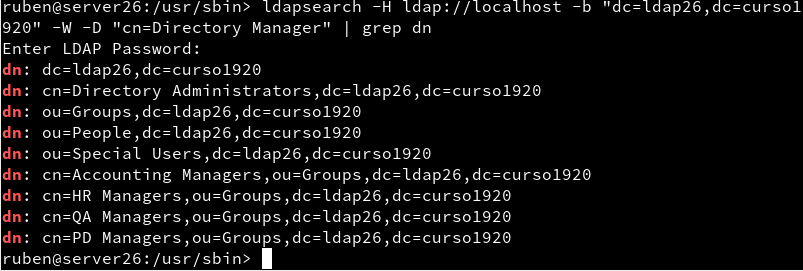 ruben@server26:/usr/sbin> ldapsearch -H ldap://localhost -b "dc=ldap26,dc=curso1
920" -W -D "cn=Directory Manager" | grep dn
Enter LDAP Password:
dn: dc=ldap26,dc=curso1920
dn: cn=Directory Administrators,dc=ldap26,dc=curso1920
dn: ou=Groups,dc=ldap26,dc=curso1920
dn: ou=People,dc=ldap26,dc=curso1920
dn: ou=Special Users,dc=ldap26,dc=curso1920
dn: cn=Accounting Managers,ou=Groups,dc=ldap26,dc=curso1920
dn: cn=HR Managers,ou=Groups,dc=ldap26,dc=curso1920
dn: cn=QA Managers,ou=Groups,dc=ldap26,dc=curso1920
dn: cn=PD Managers,ou=Groups,dc=ldap26,dc=curso1920
ruben@server26:/usr/sbin>